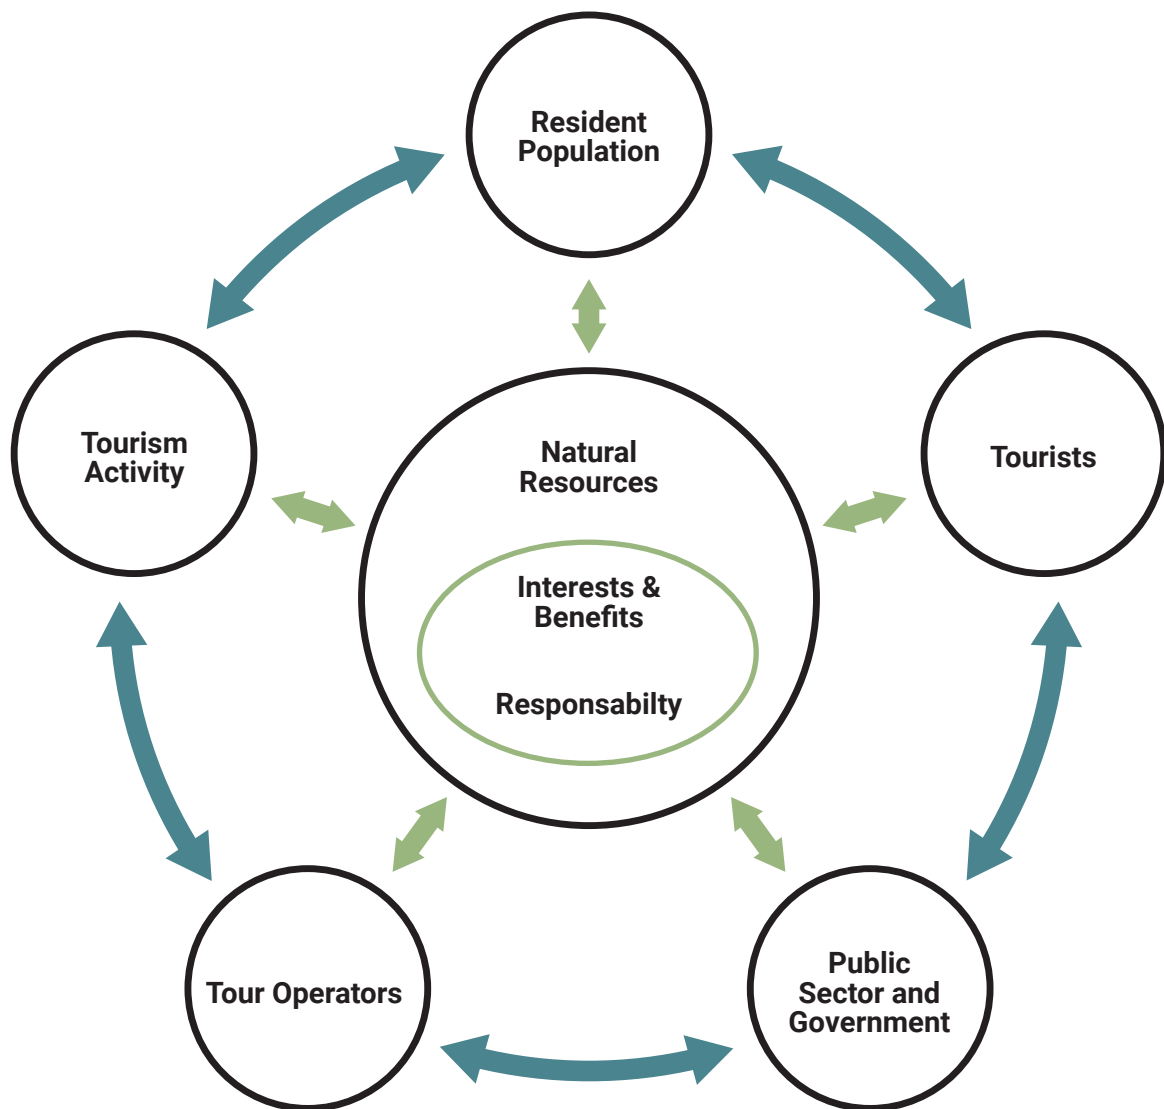 Resident
Population
Tourism
Activity
Tourists
Natural
Resources
Interests &
Benefits
Responsabilty
Tour Operators
Public
Sector and
Government